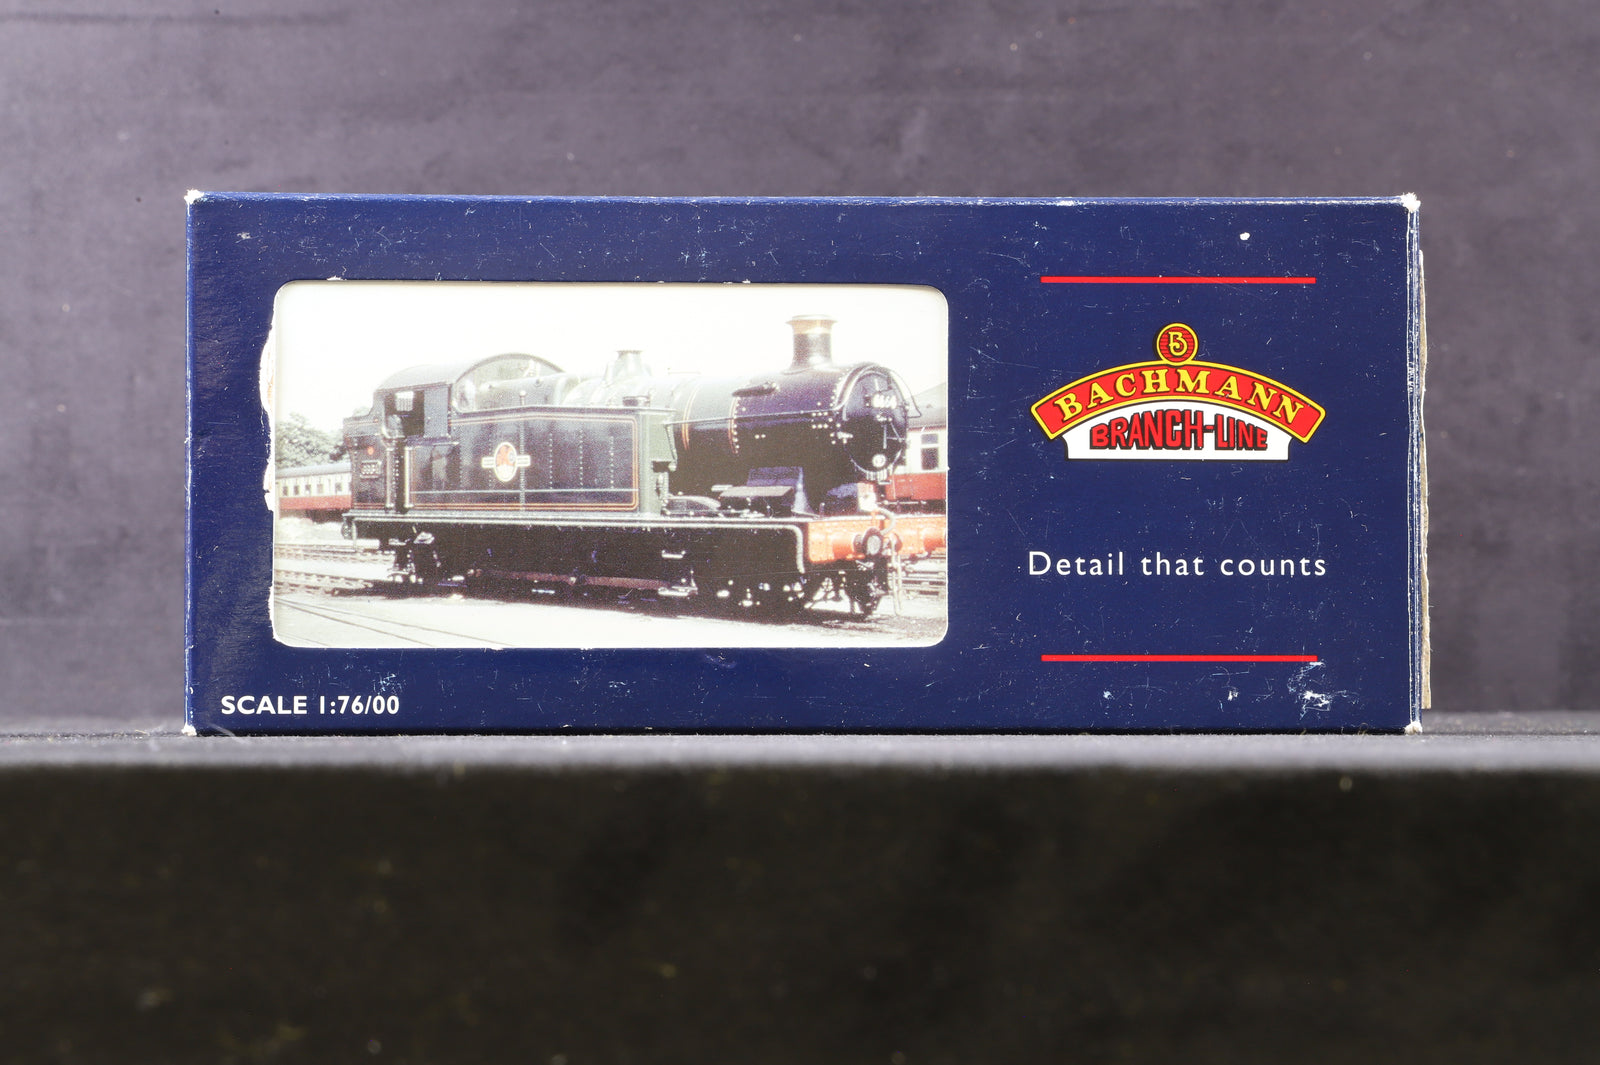 B
BACHMANN
BRANCH-LINE
Detail that counts
SCALE 1:76/00